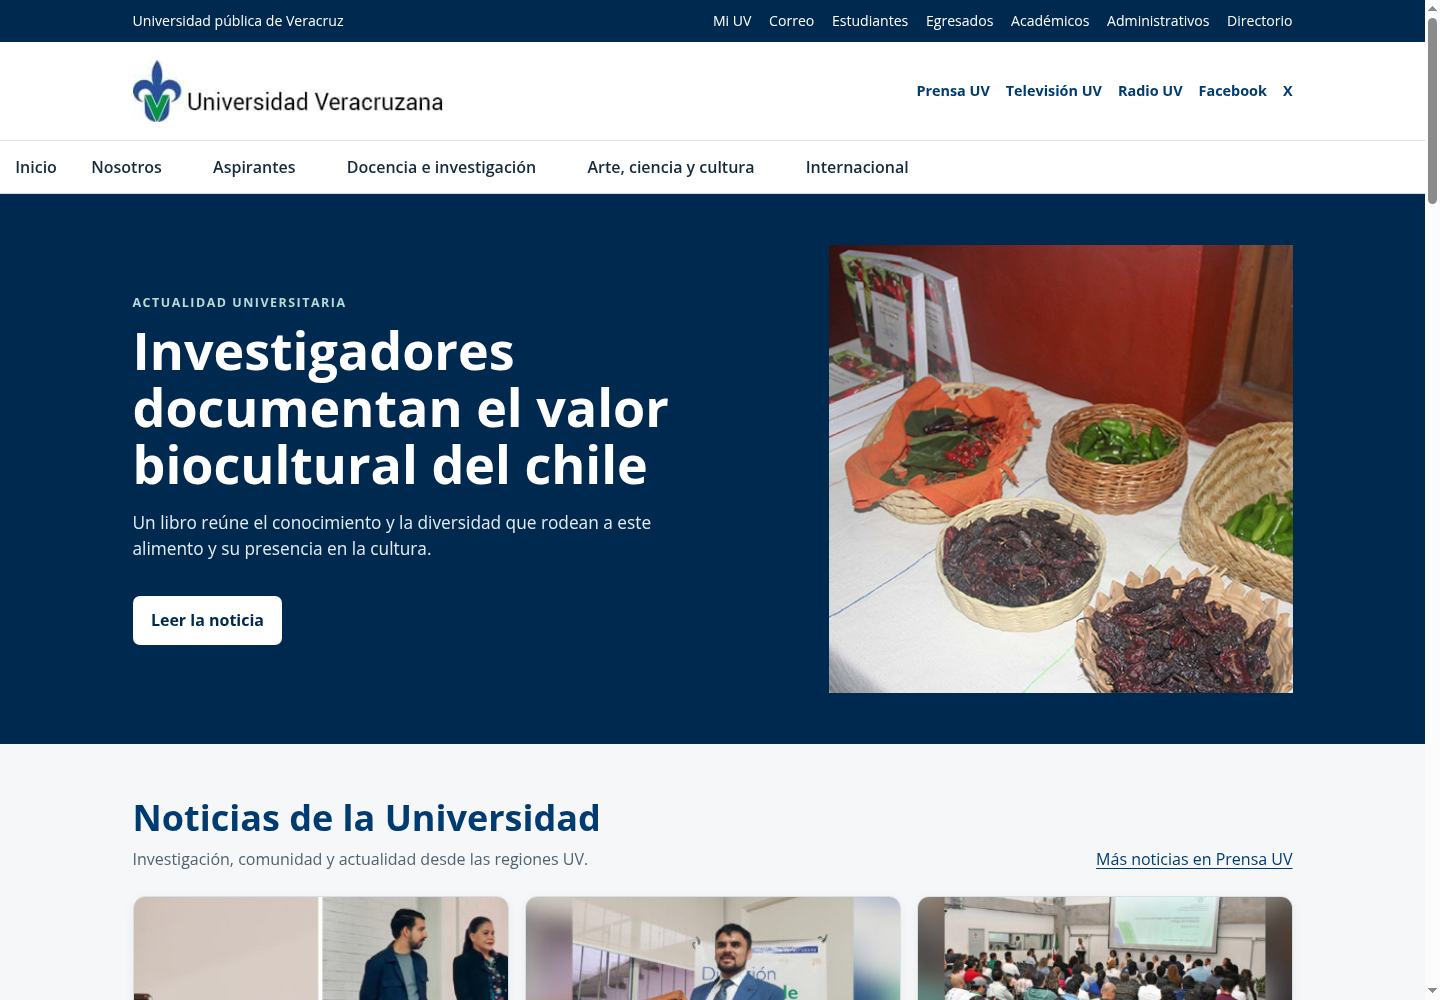 Universidad pública de Veracruz
Mi UV Correo Estudiantes Egresados Académicos Administrativos Directorio
Universidad Veracruzana
Prensa UV Televisión UV Radio UV Facebook X
Inicio Nosotros Aspirantes Docencia e investigación Arte, ciencia y cultura Internacional
ACTUALIDAD UNIVERSITARIA
Investigadores
documentan el valor
biocultural del chile
Un libro reúne el conocimiento y la diversidad que rodean a este
alimento y su presencia en la cultura.
Leer la noticia
Noticias de la Universidad
Investigación, comunidad y actualidad desde las regiones UV.
Más noticias en Prensa UV